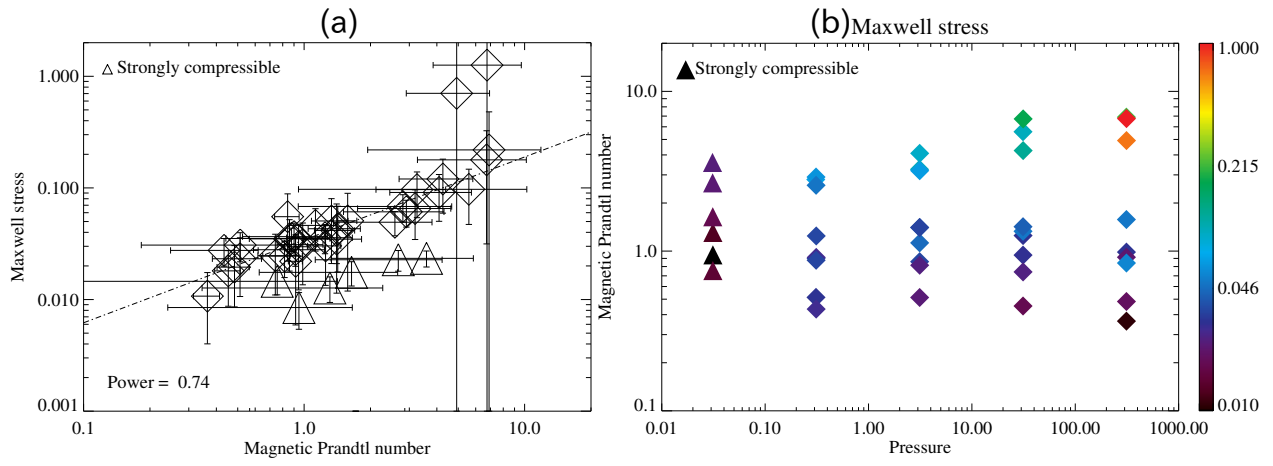 (a)
△ Strongly compressible
Maxwell stress
1.000
0.100
0.010
0.001
Power = 0.74
0.1
1.0
10.0
Magnetic Prandtl number
(b) Maxwell stress
▲ Strongly compressible
Magnetic Prandtl number
10.0
1.0
0.1
0.01
0.10
1.00
10.00
100.00
1000.00
Pressure
1.000
0.215
0.046
0.010